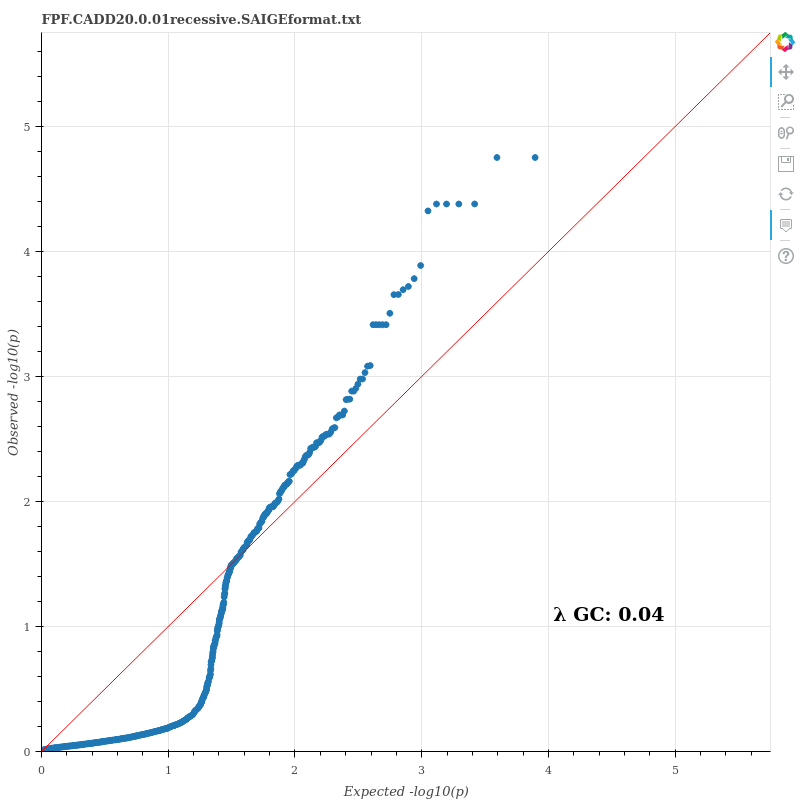 FPF.CADD20.0.01recessive.SAIGEformat.txt
5
4
3
2
1
0
Observed -log10(p)
λ GC: 0.04
0 1 2 3 4 5
Expected -log10(p)